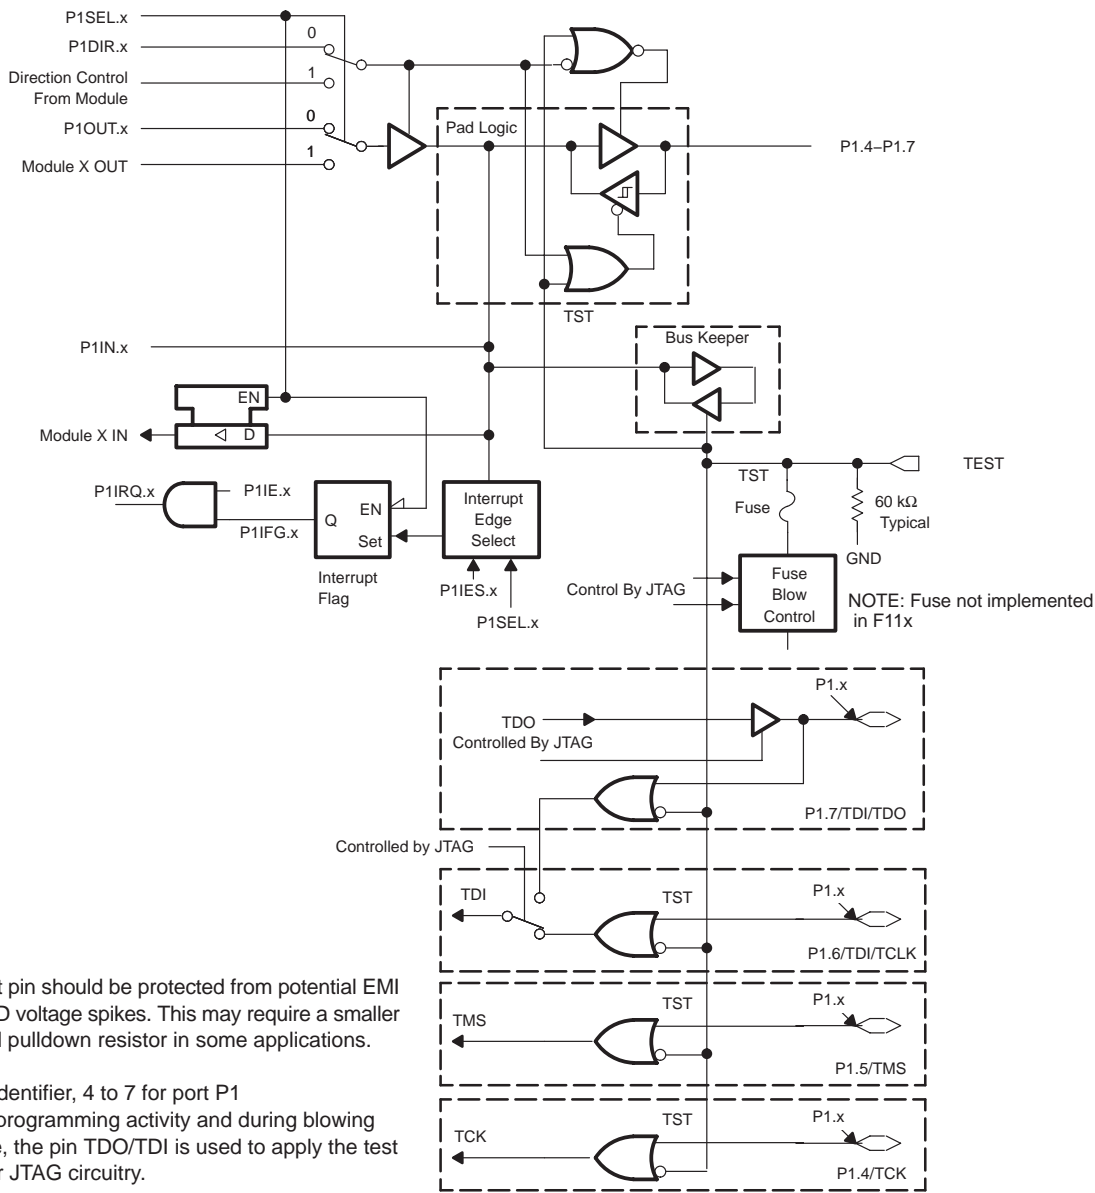 P1SEL.x
0
P1DIR.x
1
Direction Control
From Module
0
P1OUT.x
1
Module X OUT
Pad Logic
P1.4–P1.7
TST
Bus Keeper
P1IN.x
EN
D
Module X IN
TEST
TST
P1IRQ.x
P1IE.x
P1IFG.x
Q
EN
Set
Interrupt
Edge
Select
Fuse
60 kΩ
Typical
GND
Interrupt
Flag
P1IES.x
P1SEL.x
Control By JTAG
Fuse
Blow
Control
NOTE: Fuse not implemented
in F11x
P1.x
TDO
Controlled By JTAG
P1.7/TDI/TDO
Controlled by JTAG
TDI
TST
P1.x
P1.6/TDI/TCLK
TMS
TST
P1.x
P1.5/TMS
TCK
TST
P1.x
P1.4/TCK
pin should be protected from potential EMI
D voltage spikes. This may require a smaller
pulldown resistor in some applications.
dentifier, 4 to 7 for port P1
programming activity and during blowing
, the pin TDO/TDI is used to apply the test
r JTAG circuitry.